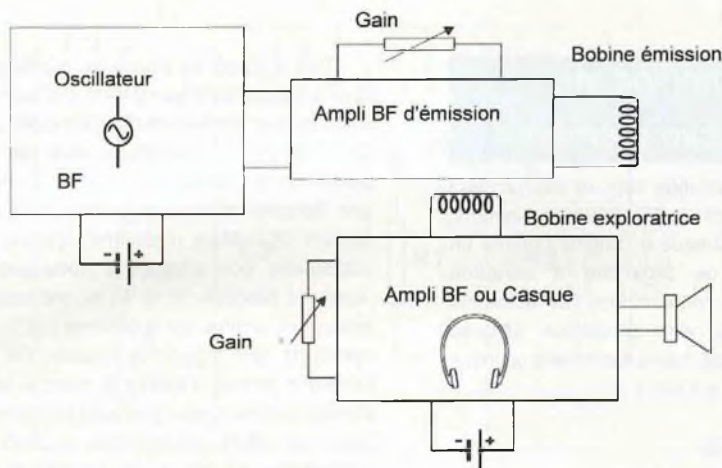 Gain
Bobine émission
Oscillateur
Ampli BF d'émission
BF
- +
Bobine exploratrice
Ampli BF ou Casque
Gain
- +